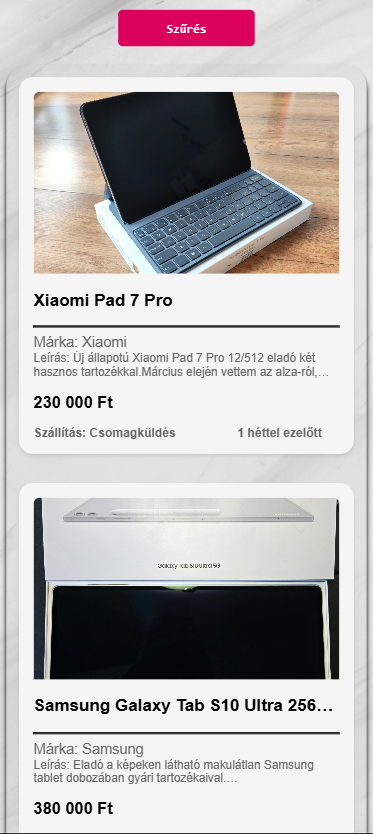 Szűrés
Xiaomi Pad 7 Pro
Márka: Xiaomi
Leírás: Új állapotú Xiaomi Pad 7 Pro 12/512 eladó két
hasznos tartozékkal.Március elején vettem az alza-ról,…
230 000 Ft
Szállítás: Csomagküldés 1 héttel ezelőtt
Galaxy Tab S10 Ultra 5G
Samsung Galaxy Tab S10 Ultra 256…
Márka: Samsung
Leírás: Eladó a képeken látható makulátlan Samsung
tablet dobozában gyári tartozékaival.…
380 000 Ft